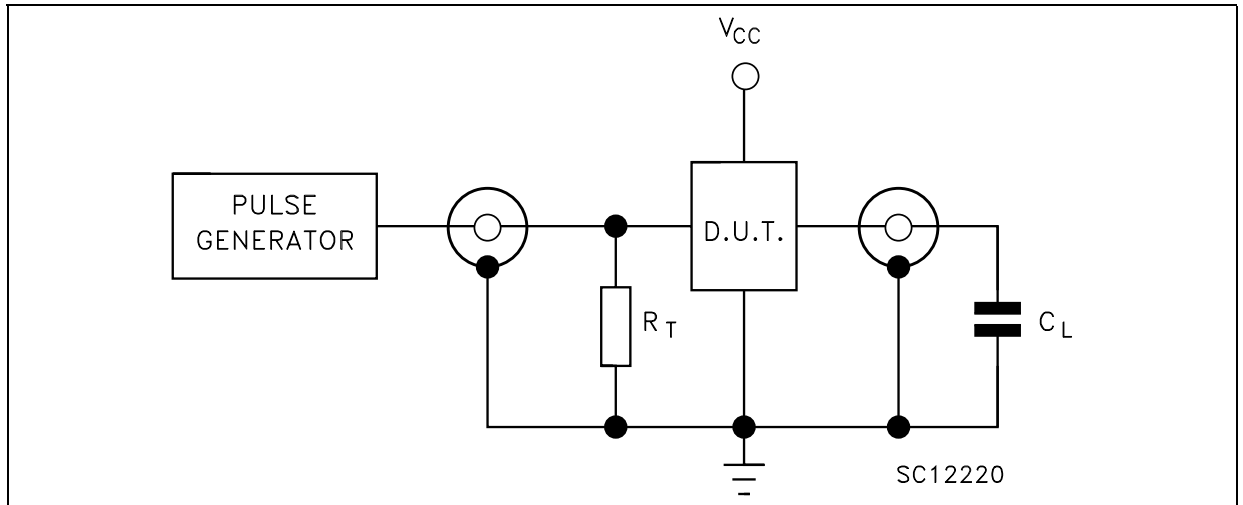 VCC
PULSE
GENERATOR
D.U.T.
RT
CL
SC12220